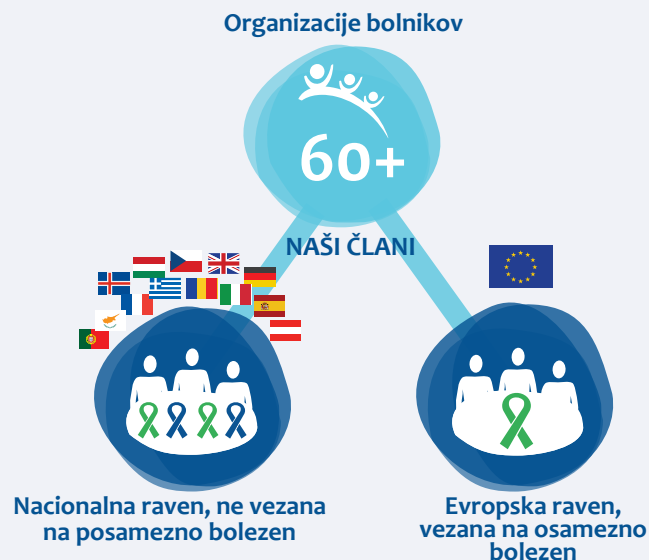 Organizacije bolnikov
60+
NAŠI ČLANI
Nacionalna raven, ne vezana
na posamezno bolezen
Evropska raven,
vezana na osamezno
bolezen